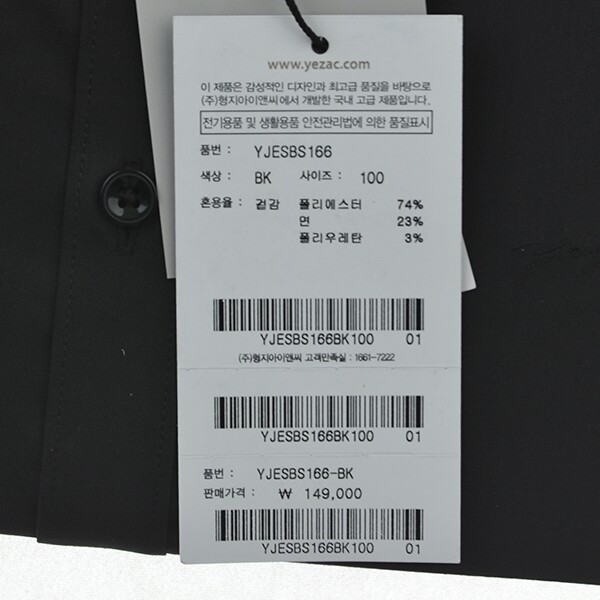 www.yezac.com
이 제품은 감성적인 디자인과 최고급 품질을 바탕으로
(주)형지아이앤씨에서 개발한 국내 고급 제품입니다.
전기용품 및 생활용품 안전관리법에 의한 품질표시
품번 : YJESBS166
색상 : BK 사이즈 : 100
혼용율 : 겉감 폴리에스터 74%
면 23%
폴리우레탄 3%
YJESBS166BK100 01
(주)형지아이앤씨 고객만족실 : 1661-7222
YJESBS166BK100 01
품번 : YJESBS166-BK
판매가격 : ₩ 149,000
YJESBS166BK100 01